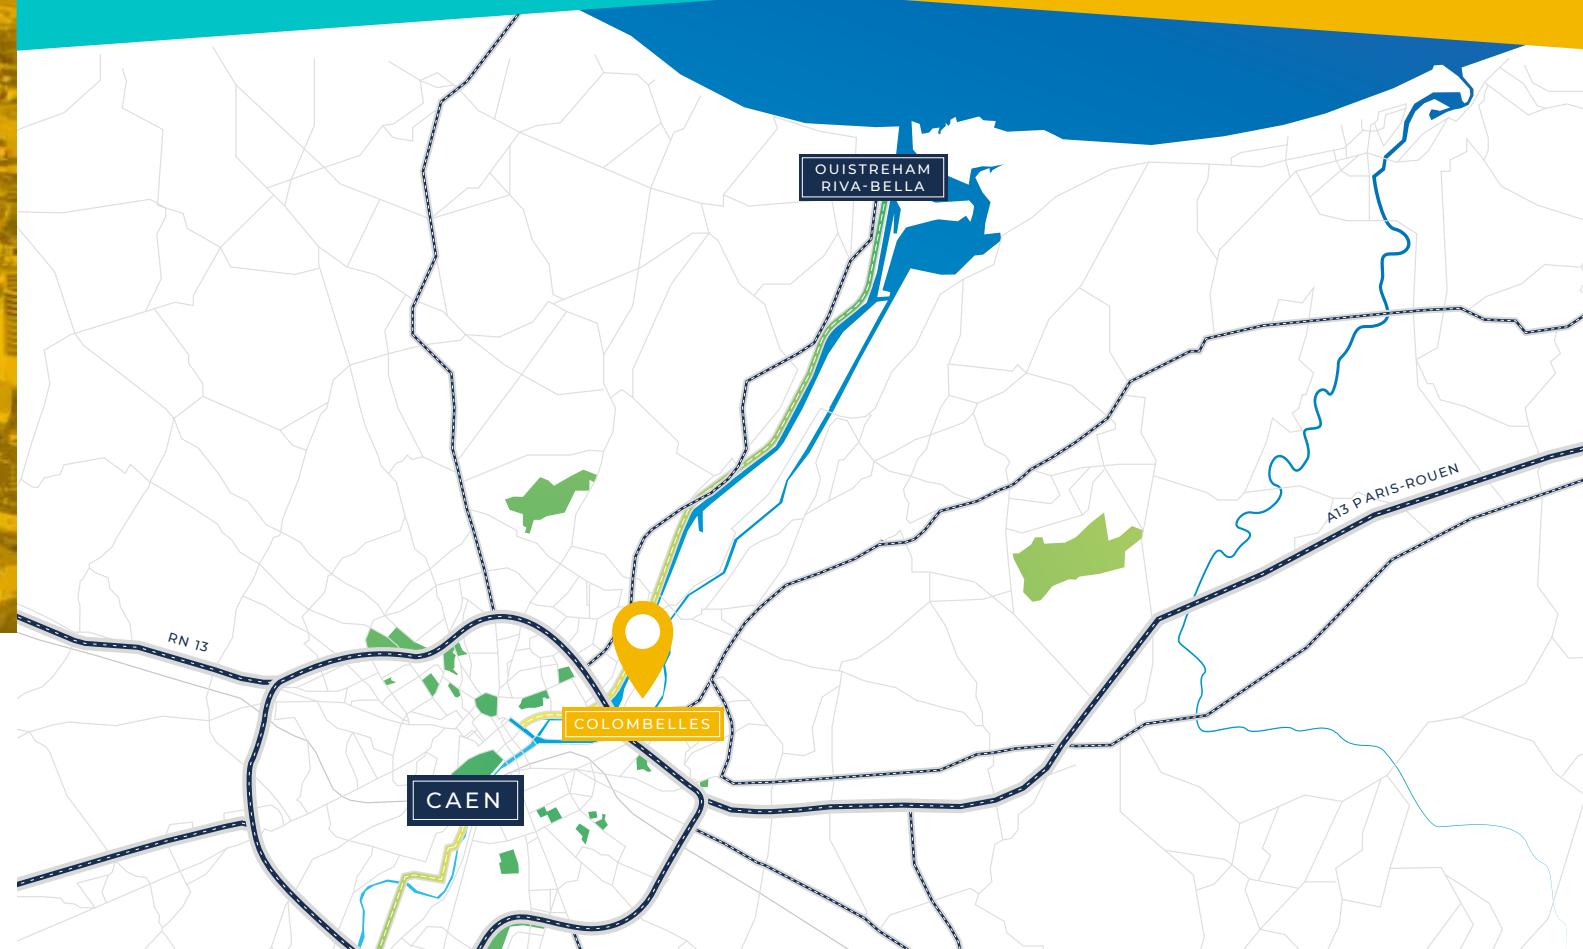 OUISTREHAM
RIVA-BELLA
A13 PARIS-ROUEN
RN 13
COLOMBELLES
CAEN